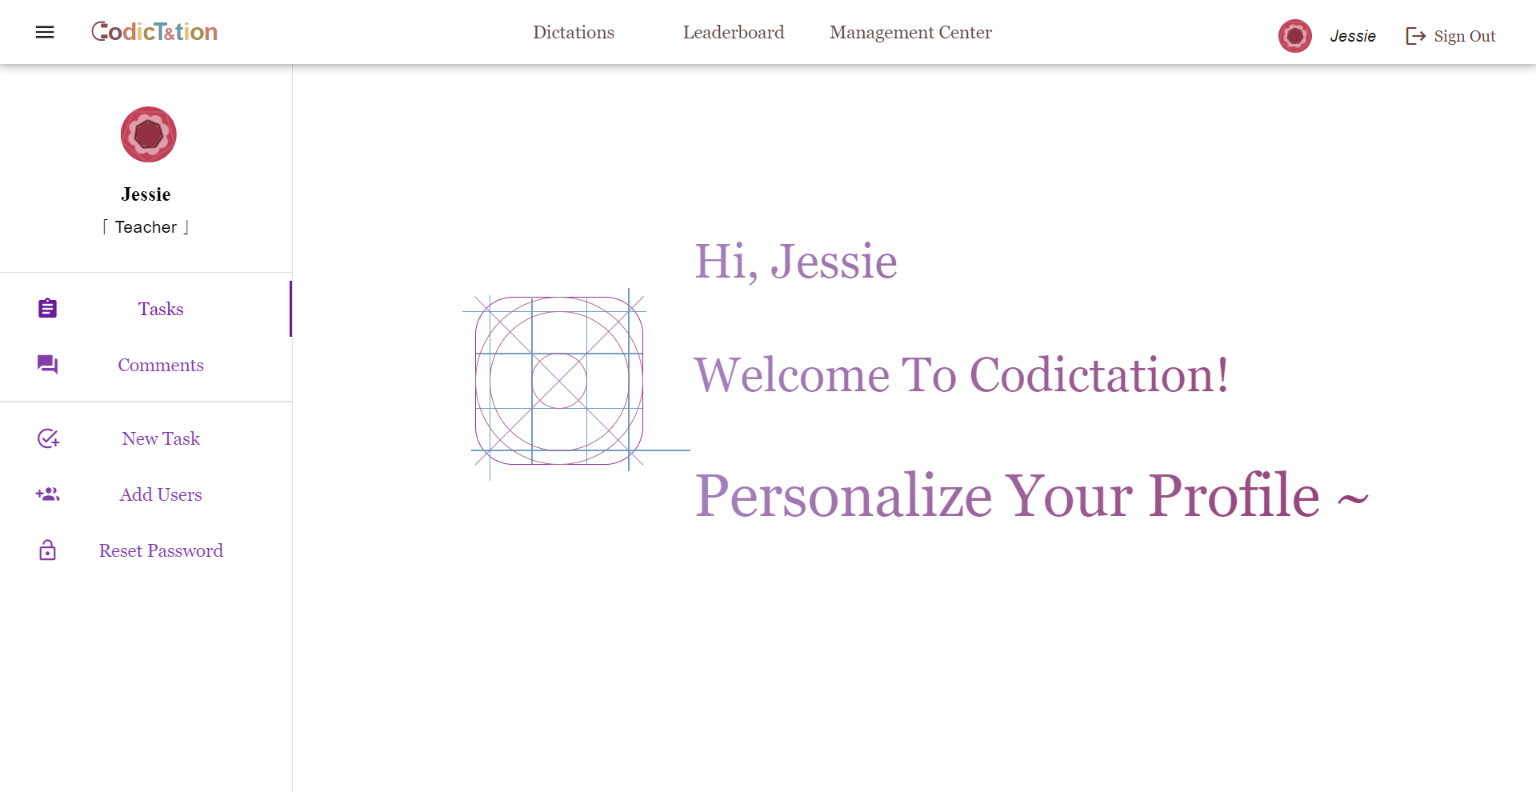 CodicT&tion
Dictations
Leaderboard
Management Center
Jessie
Sign Out
Jessie
「 Teacher 」
Tasks
Comments
New Task
Add Users
Reset Password
Hi, Jessie
Welcome To Codictation!
Personalize Your Profile ~